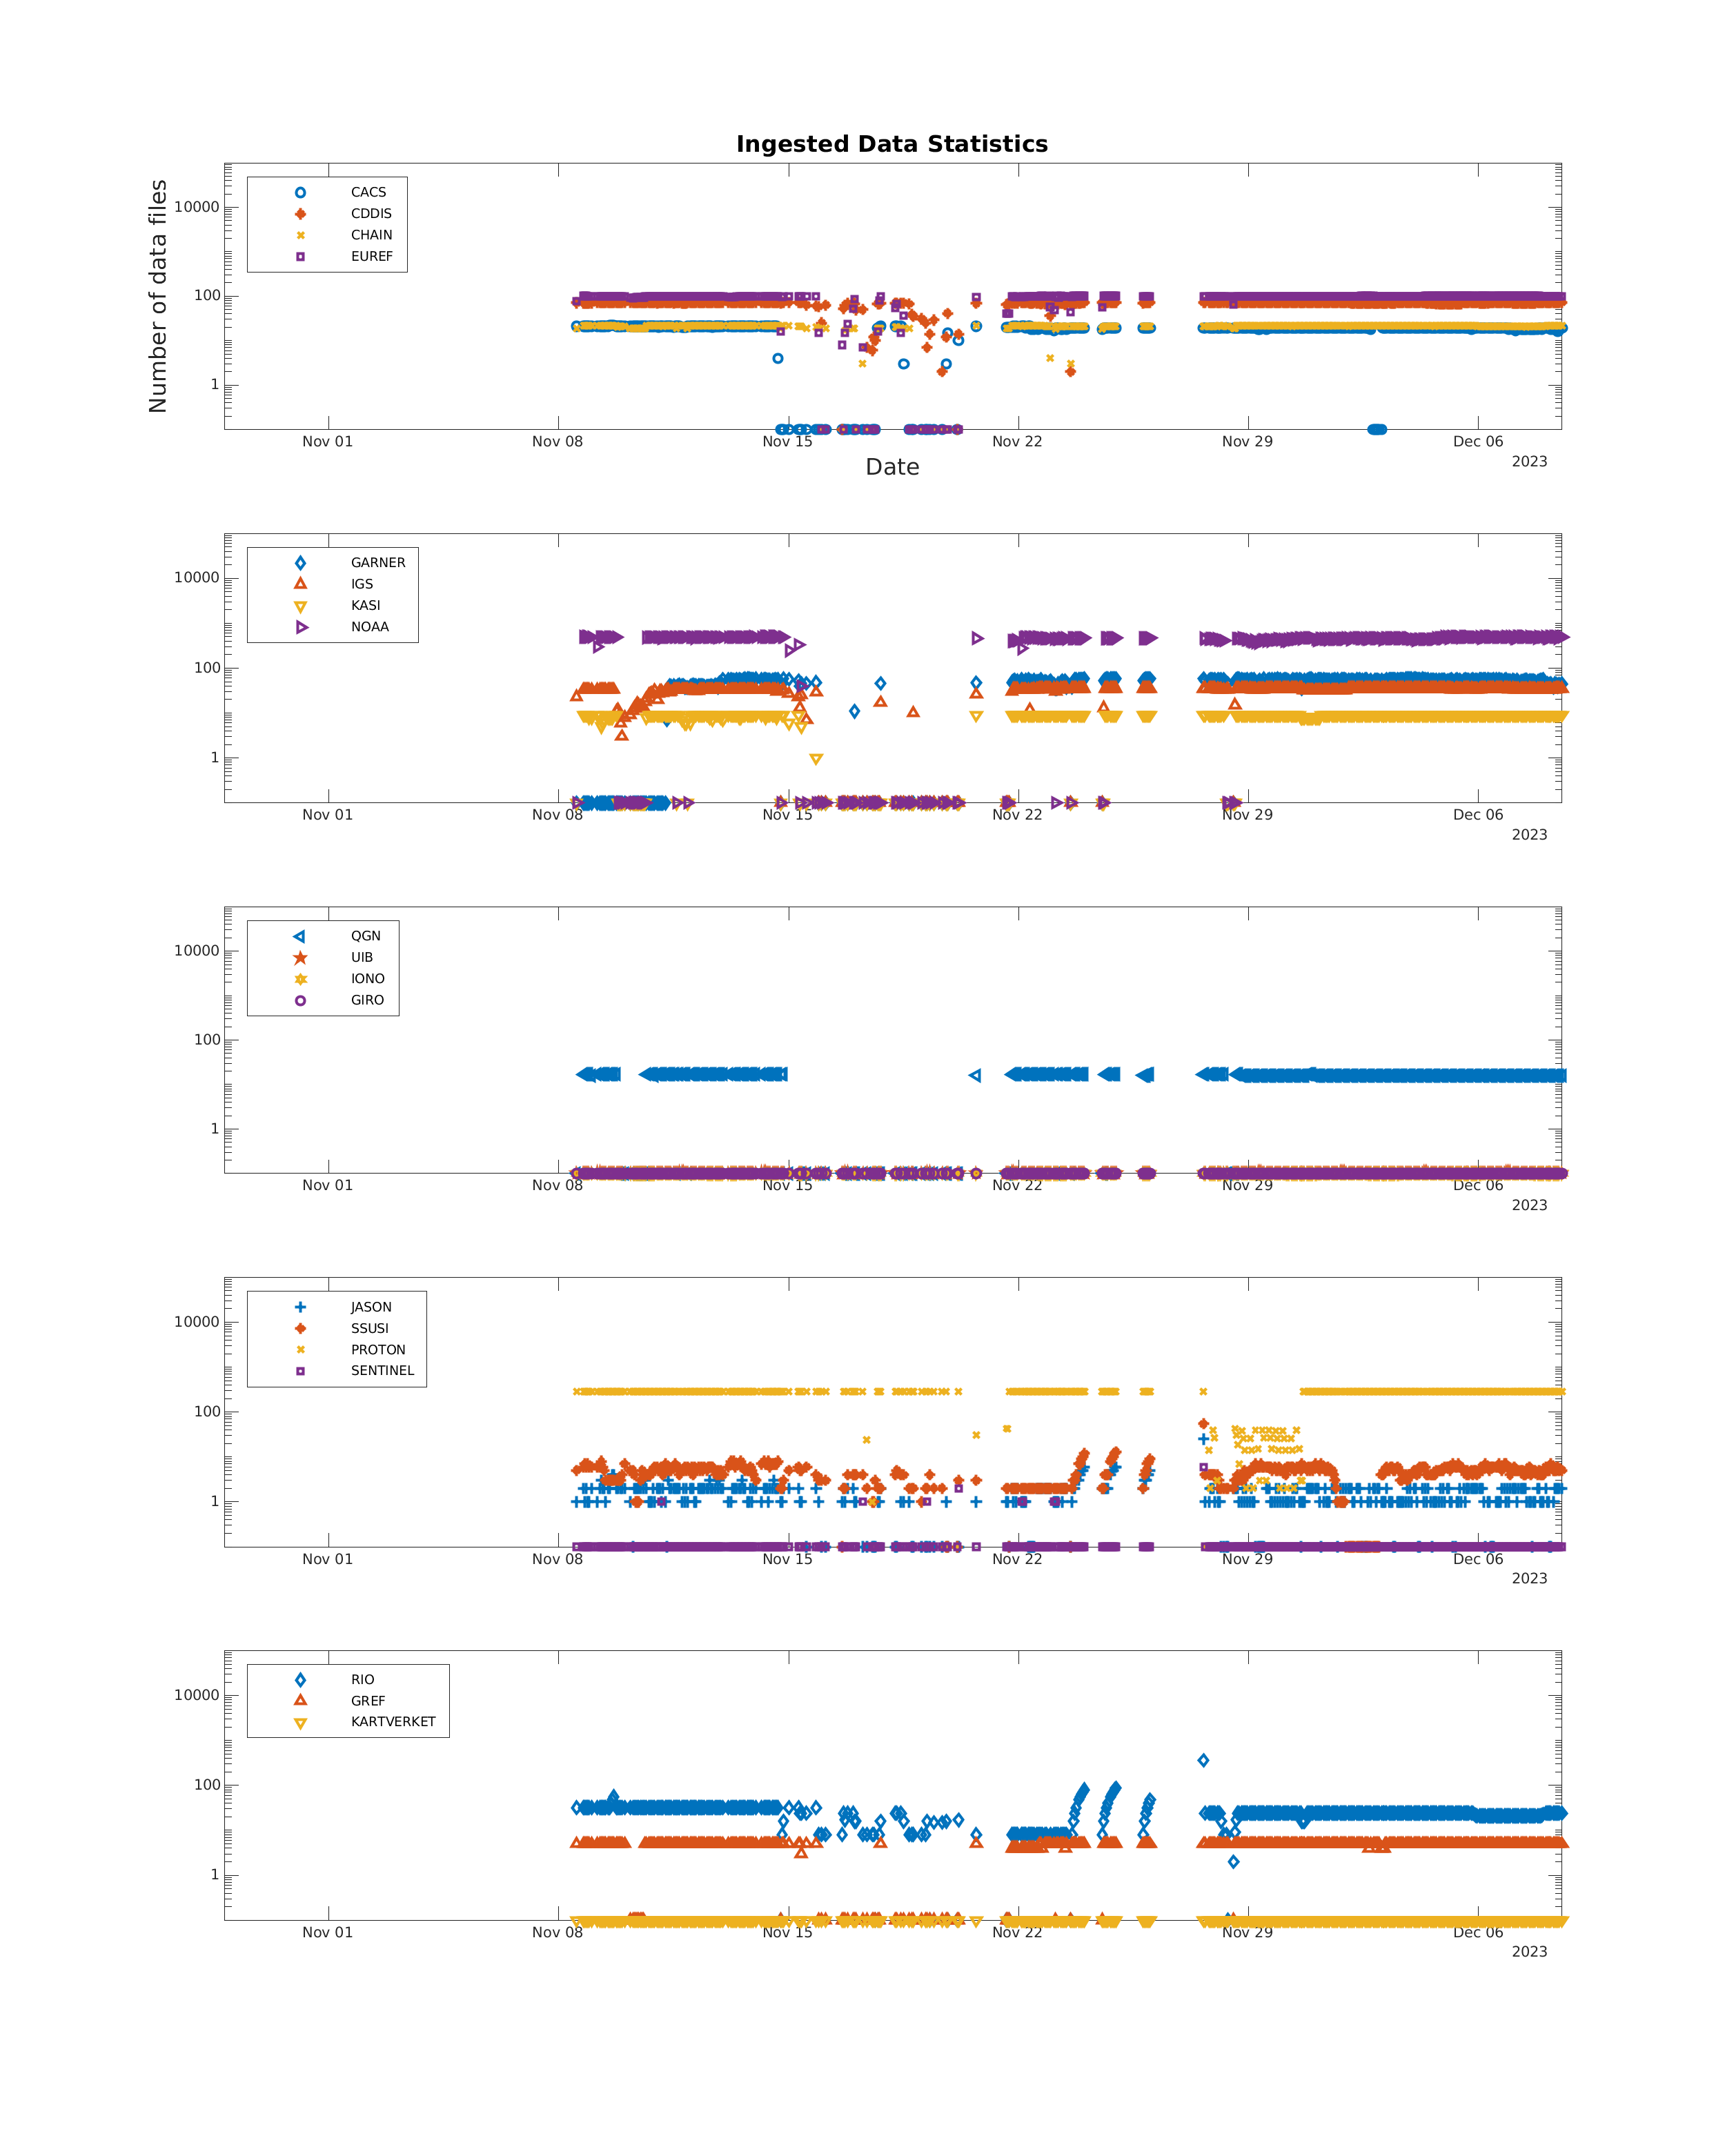 Ingested Data Statistics
Number of data files
10000
100
1
CACS
CDDIS
CHAIN
EUREF
Nov 01 Nov 08 Nov 15 Nov 22 Nov 29 Dec 06
2023
Date
10000
100
1
GARNER
IGS
KASI
NOAA
Nov 01 Nov 08 Nov 15 Nov 22 Nov 29 Dec 06
2023
10000
100
1
QGN
UIB
IONO
GIRO
Nov 01 Nov 08 Nov 15 Nov 22 Nov 29 Dec 06
2023
10000
100
1
JASON
SSUSI
PROTON
SENTINEL
Nov 01 Nov 08 Nov 15 Nov 22 Nov 29 Dec 06
2023
10000
100
1
RIO
GREF
KARTVERKET
Nov 01 Nov 08 Nov 15 Nov 22 Nov 29 Dec 06
2023